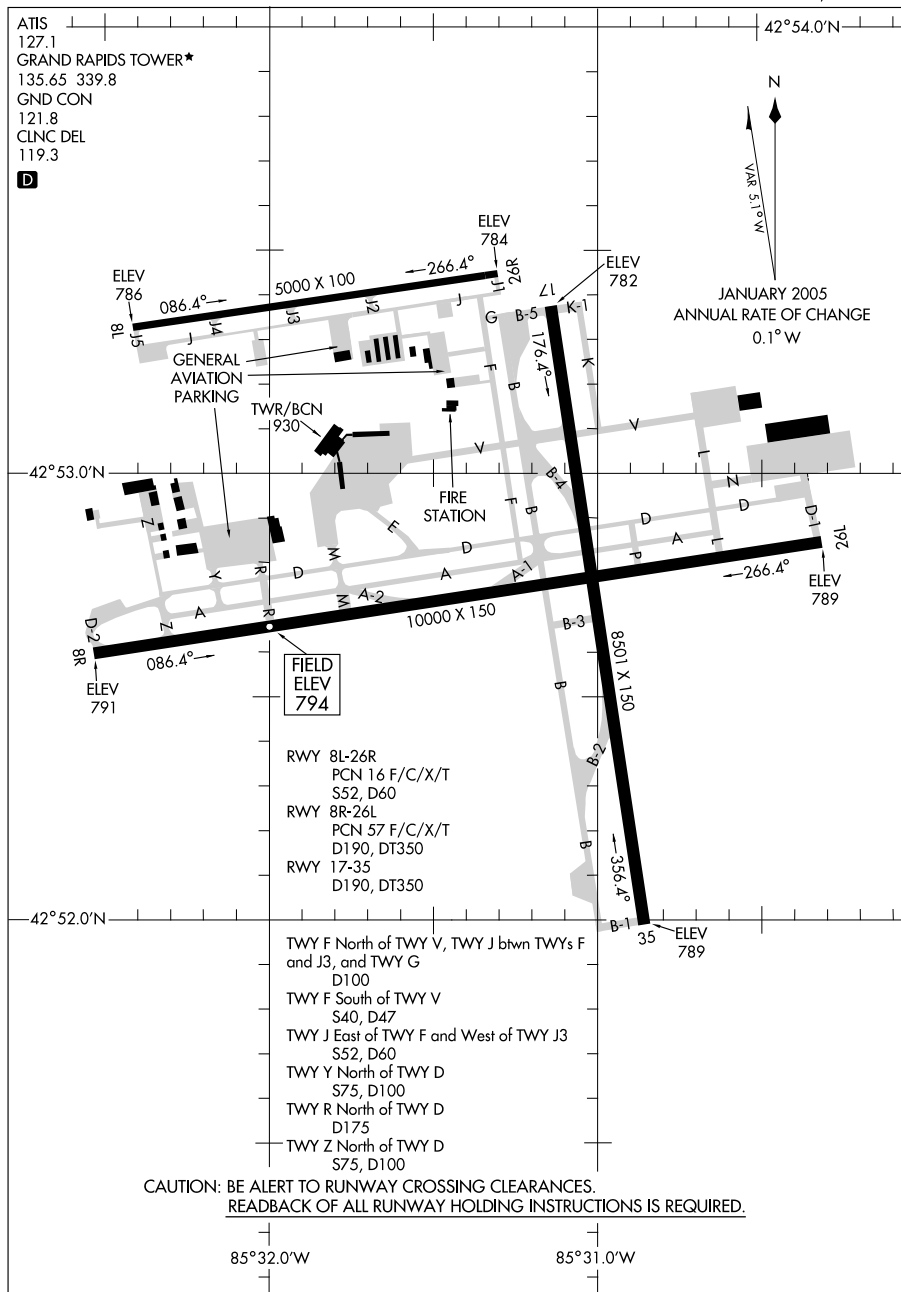 ATIS
127.1
GRAND RAPIDS TOWER★
135.65 339.8
GND CON
121.8
CLNC DEL
119.3
D
42°54.0'N
N
VAR 5.1°W
JANUARY 2005
ANNUAL RATE OF CHANGE
0.1°W
ELEV
786
8L
086.4°
5000 X 100
266.4°
ELEV
784
26R
J5
J4
J3
J2
J
J
J1
ELEV
782
17
G
B-5
K-1
176.4°
K
F
B
GENERAL
AVIATION
PARKING
TWR/BCN
930
FIRE
STATION
V
V
B-4
L
N
42°53.0'N
Z
E
F
B
D
D
D
D-1
26L
Y
R
D
M
A
A-1
A
P
L
A
A-2
M
R
Z
D-2
8R
086.4°
10000 X 150
266.4°
ELEV
789
ELEV
791
FIELD
ELEV
794
B-3
B
8501 X 150
B-2
B
356.4°
B-1
35
ELEV
789
RWY 8L-26R
PCN 16 F/C/X/T
S52, D60
RWY 8R-26L
PCN 57 F/C/X/T
D190, DT350
RWY 17-35
D190, DT350
42°52.0'N
TWY F North of TWY V, TWY J btwn TWYs F
and J3, and TWY G
D100
TWY F South of TWY V
S40, D47
TWY J East of TWY F and West of TWY J3
S52, D60
TWY Y North of TWY D
S75, D100
TWY R North of TWY D
D175
TWY Z North of TWY D
S75, D100
CAUTION: BE ALERT TO RUNWAY CROSSING CLEARANCES.
READBACK OF ALL RUNWAY HOLDING INSTRUCTIONS IS REQUIRED.
85°32.0'W
85°31.0'W